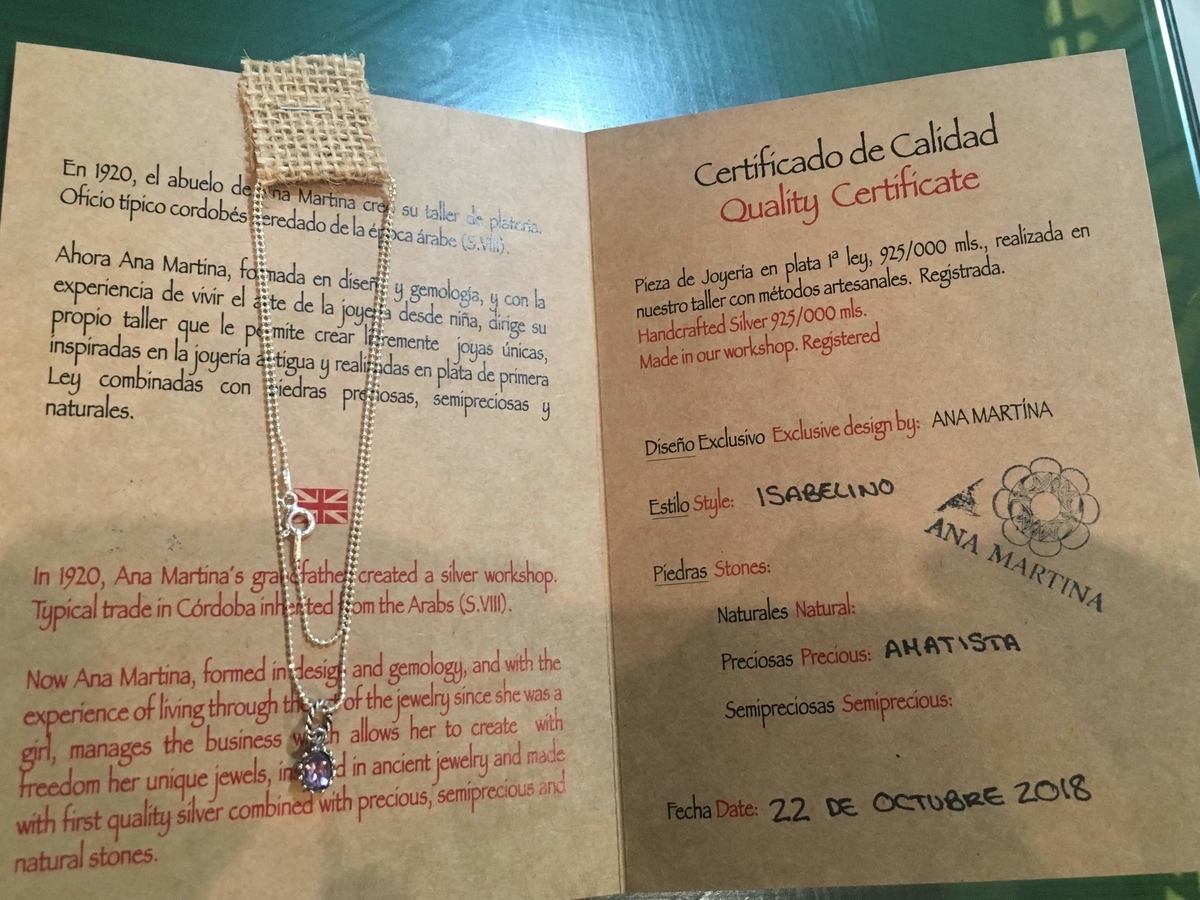 En 1920, el abuelo de Ana Martina creó su taller de platería.
Oficio típico cordobés heredado de la época árabe (S.VIII).
Ahora Ana Martina, formada en diseño y gemología, y con la
experiencia de vivir el arte de la joyería desde niña, dirige su
propio taller que le permite crear libremente joyas únicas,
inspiradas en la joyería antigua y realizadas en plata de primera
Ley combinadas con piedras preciosas, semipreciosas y
naturales.
In 1920, Ana Martina's grandfather created a silver workshop.
Typical trade in Córdoba inherited from the Arabs (S.VIII).
Now Ana Martina, formed in design and gemology, and with the
experience of living through the art of the jewelry since she was a
girl, manages the business which allows her to create with
freedom her unique jewels, inspired in ancient jewelry and made
with first quality silver combined with precious, semiprecious and
natural stones.
Certificado de Calidad
Quality Certificate
Pieza de Joyería en plata 1ª ley, 925/000 mls., realizada en
nuestro taller con métodos artesanales. Registrada.
Handcrafted Silver 925/000 mls.
Made in our workshop. Registered
Diseño Exclusivo Exclusive design by: ANA MARTÍNA
Estilo Style: ISABELINO
ANA MARTINA
Piedras Stones:
Naturales Natural:
Preciosas Precious: AMATISTA
Semipreciosas Semiprecious:
Fecha Date: 22 DE OCTUBRE 2018